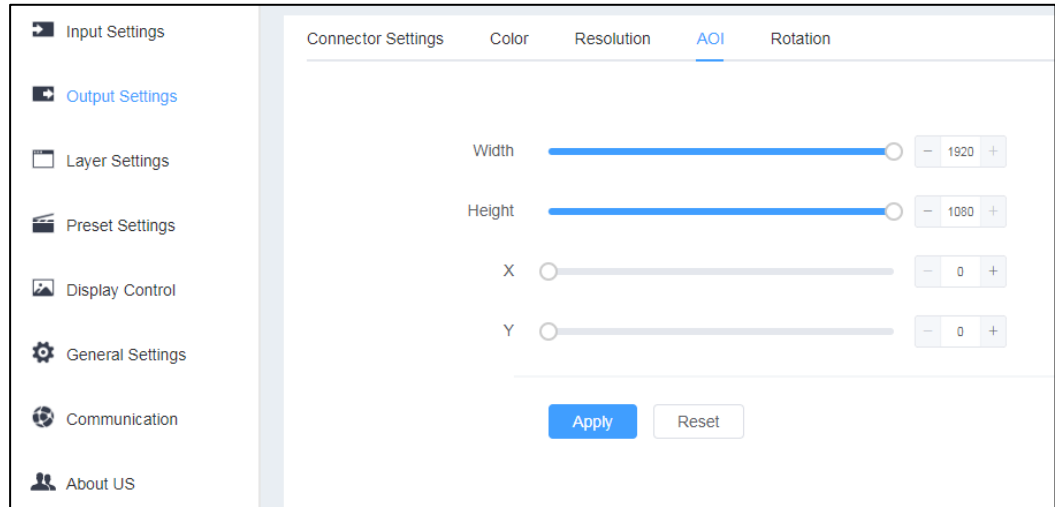 Input Settings
Output Settings
Layer Settings
Preset Settings
Display Control
General Settings
Communication
About US
Connector Settings Color Resolution AOI Rotation
Width − 1920 +
Height − 1080 +
X − 0 +
Y − 0 +
Apply Reset